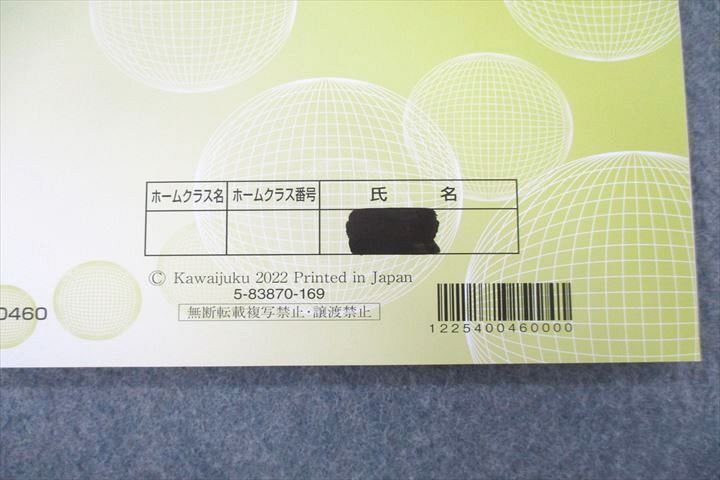 ホームクラス名 ホームクラス番号 氏 名
© Kawaijuku 2022 Printed in Japan
5-83870-169
無断転載複写禁止・譲渡禁止
0460
1225400460000